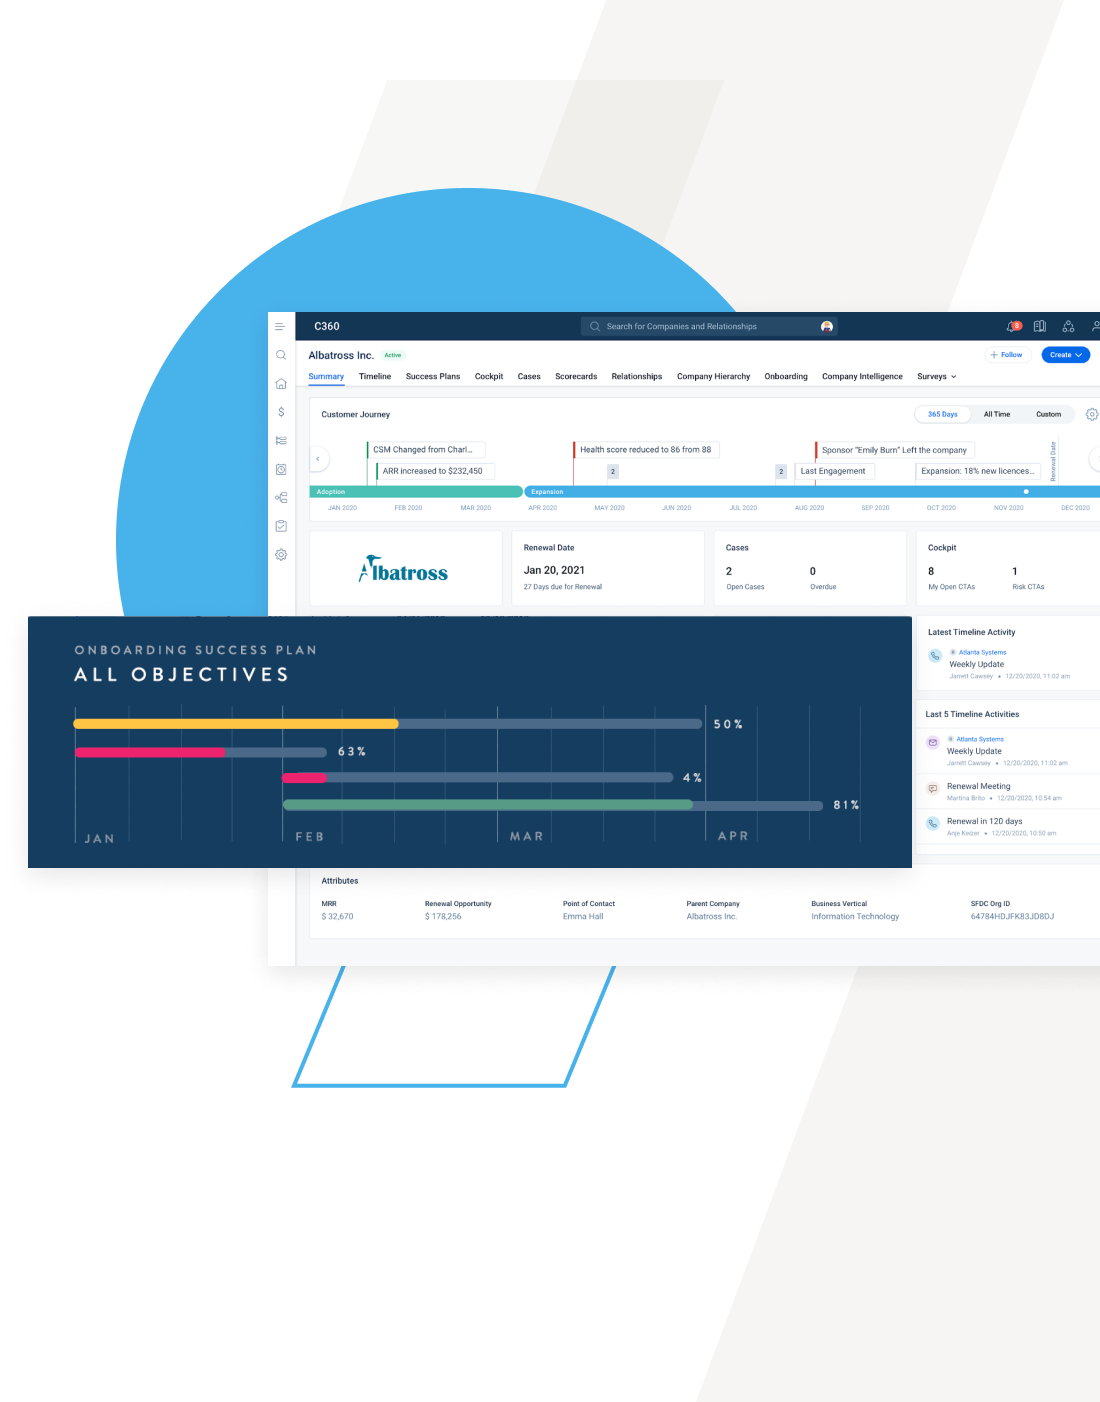 C360
Search for Companies and Relationships
8
Albatross Inc. Active
Follow
Create
Summary Timeline Success Plans Cockpit Cases Scorecards Relationships Company Hierarchy Onboarding Company Intelligence Surveys
Customer Journey
365 Days All Time Custom
CSM Changed from Charl...
Health score reduced to 86 from 88
Sponsor "Emily Burn" Left the company
Renewal Date
ARR increased to $232,450
2
2
Last Engagement
Expansion: 18% new licences...
Adoption
Expansion
JAN 2020 FEB 2020 MAR 2020 APR 2020 MAY 2020 JUN 2020 JUL 2020 AUG 2020 SEP 2020 OCT 2020 NOV 2020 DEC 2020
Albatross
Renewal Date
Jan 20, 2021
27 Days due for Renewal
Cases
2 0
Open Cases Overdue
Cockpit
8 1
My Open CTAs Risk CTAs
ONBOARDING SUCCESS PLAN
ALL OBJECTIVES
50%
63%
4%
81%
JAN FEB MAR APR
Latest Timeline Activity
Atlanta Systems
Weekly Update
Jarrett Cawsey • 12/20/2020, 11:02 am
Last 5 Timeline Activities
Atlanta Systems
Weekly Update
Jarrett Cawsey • 12/20/2020, 11:02 am
Renewal Meeting
Martina Brito • 12/20/2020, 10:54 am
Renewal in 120 days
Anje Keizer • 12/20/2020, 10:50 am
Attributes
MRR Renewal Opportunity Point of Contact Parent Company Business Vertical SFDC Org ID
$ 32,670 $ 178,256 Emma Hall Albatross Inc. Information Technology 64784HDJFK83JD8DJ